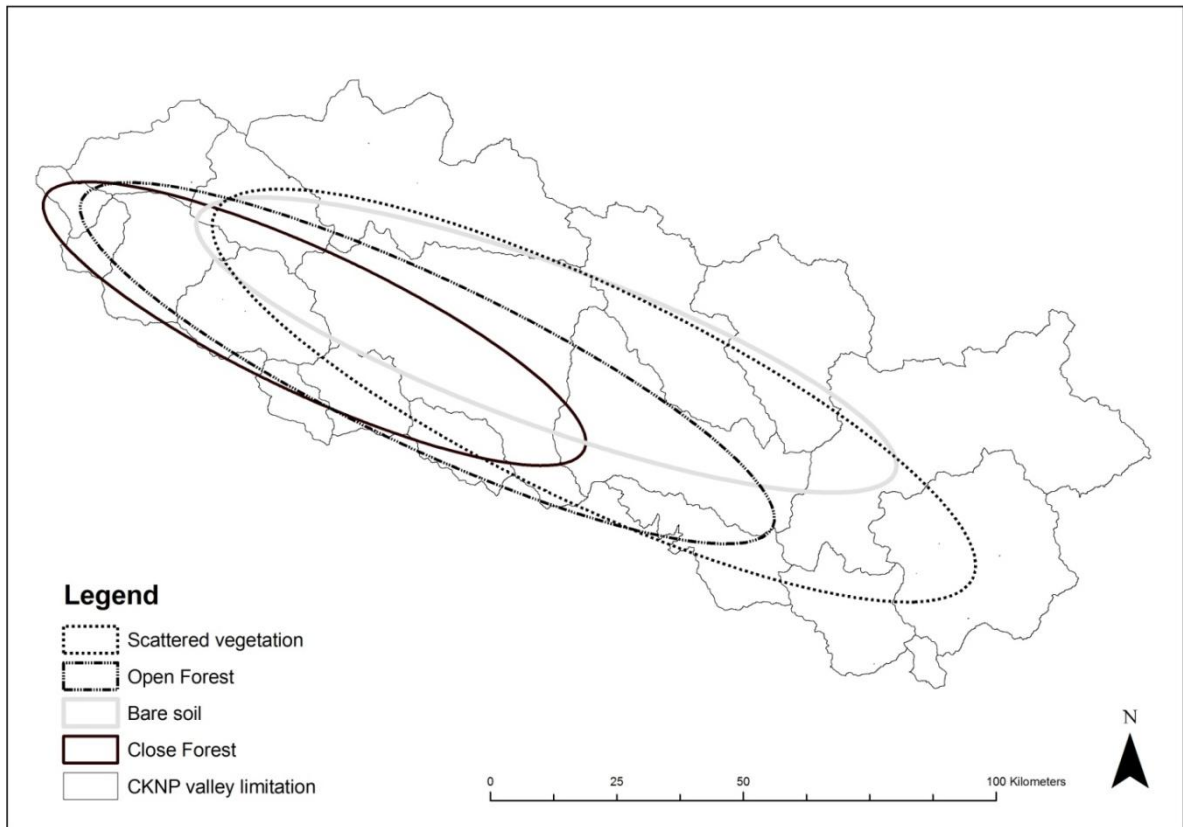 Legend
Scattered vegetation
Open Forest
Bare soil
Close Forest
CKNP valley limitation
0 25 50 100 Kilometers
N